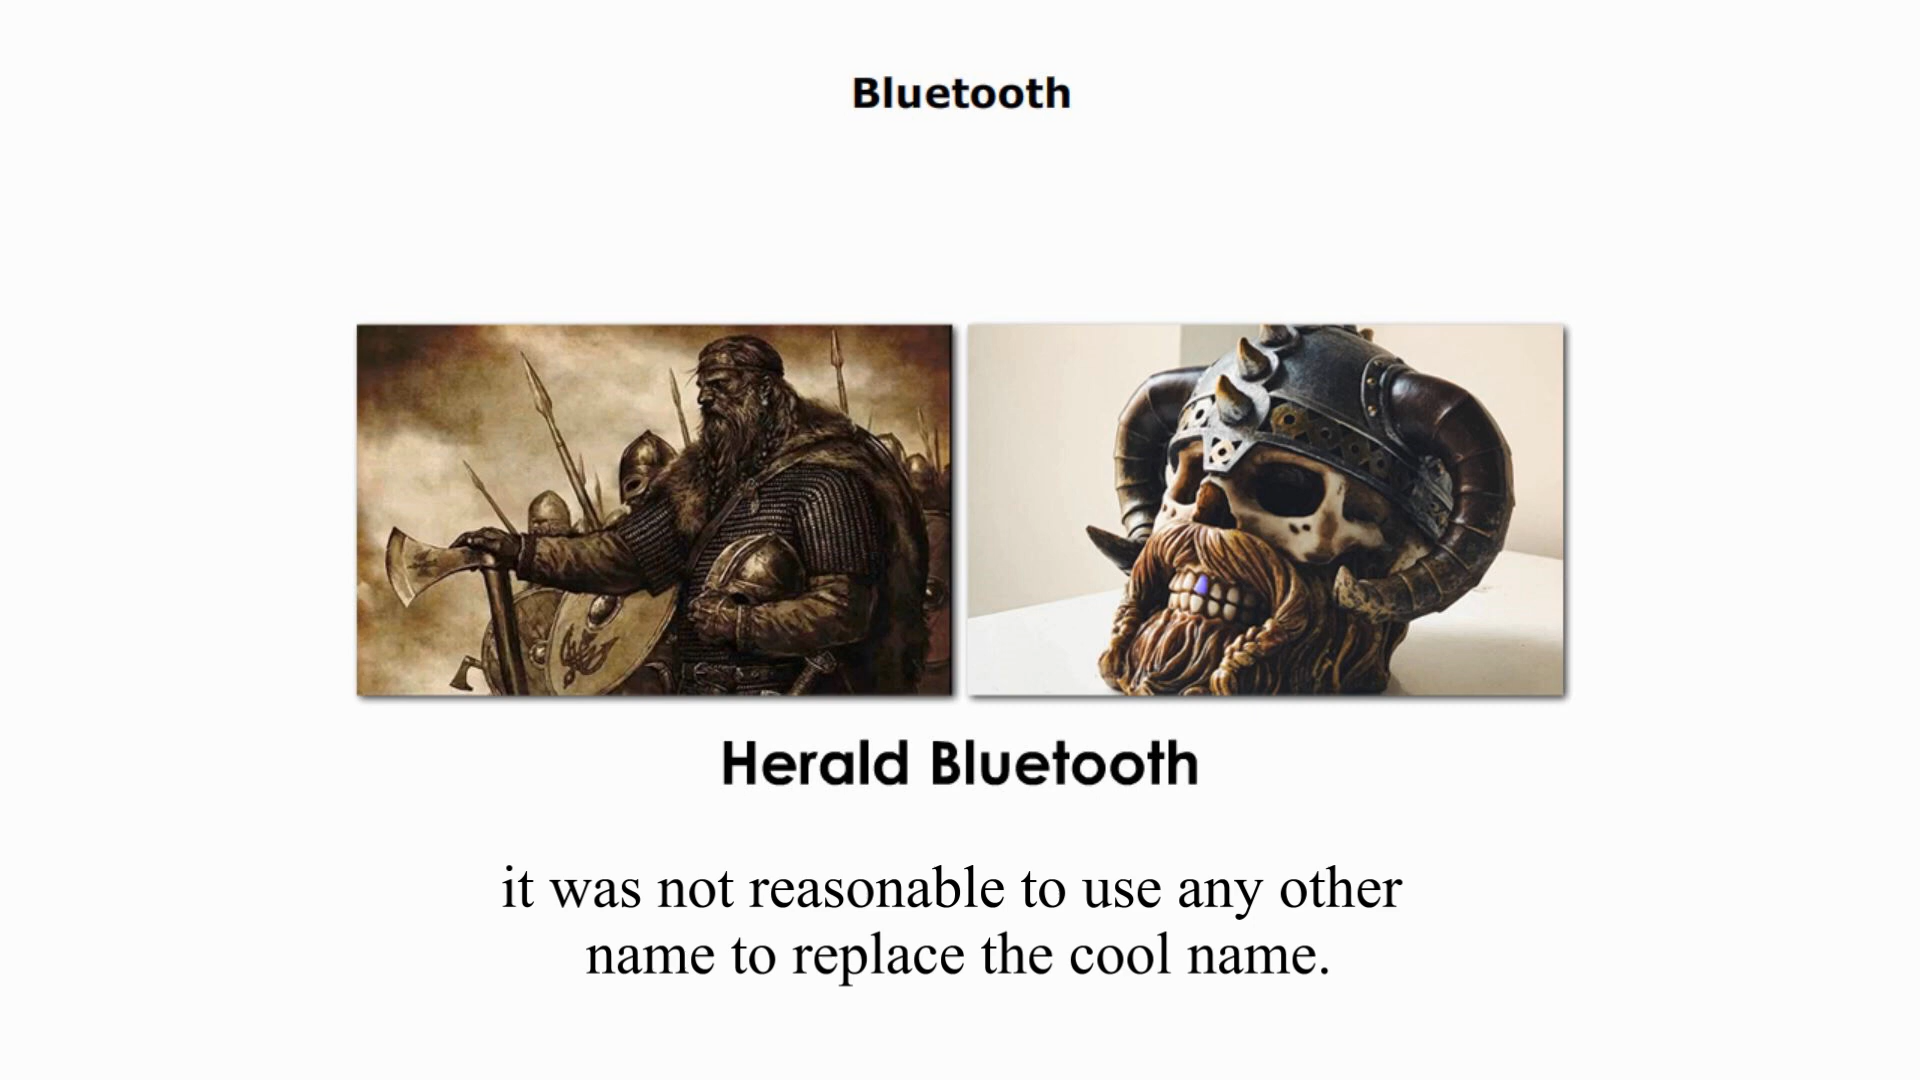 Bluetooth
Herald Bluetooth
it was not reasonable to use any other
name to replace the cool name.